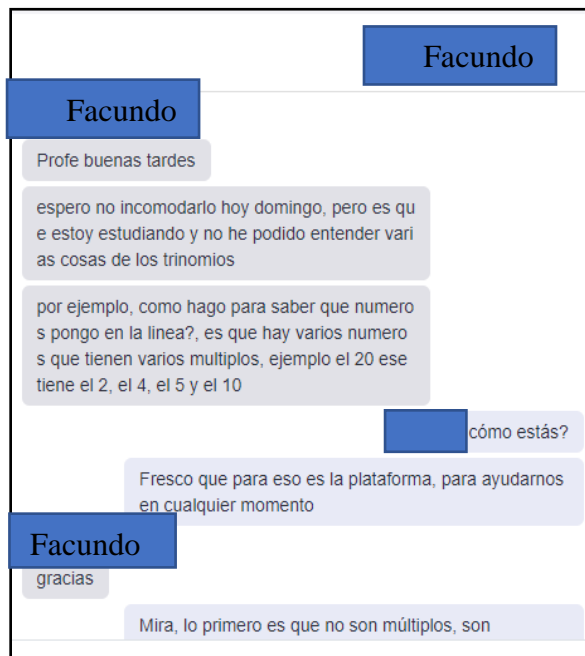 Facundo
Facundo
Profe buenas tardes
espero no incomodarlo hoy domingo, pero es qu
e estoy estudiando y no he podido entender vari
as cosas de los trinomios
por ejemplo, como hago para saber que numero
s pongo en la linea?, es que hay varios numero
s que tienen varios multiplos, ejemplo el 20 ese
tiene el 2, el 4, el 5 y el 10
cómo estás?
Fresco que para eso es la plataforma, para ayudarnos
en cualquier momento
Facundo
gracias
Mira, lo primero es que no son múltiplos, son